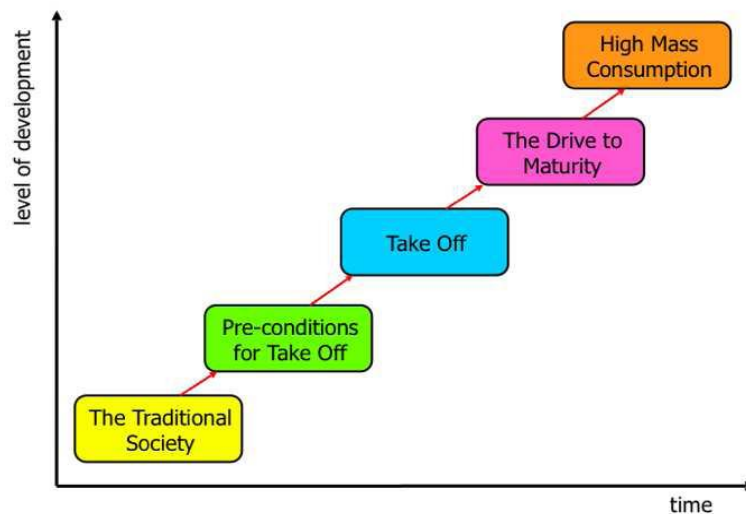 level of development
High Mass
Consumption
The Drive to
Maturity
Take Off
Pre-conditions
for Take Off
The Traditional
Society
time